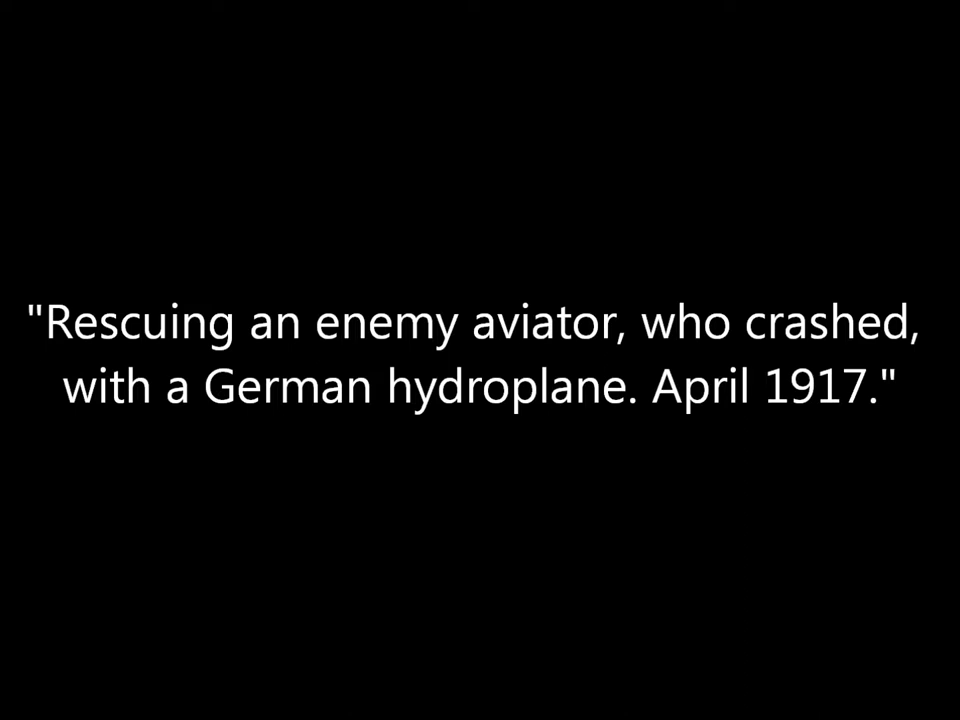 "Rescuing an enemy aviator, who crashed,
with a German hydroplane. April 1917."